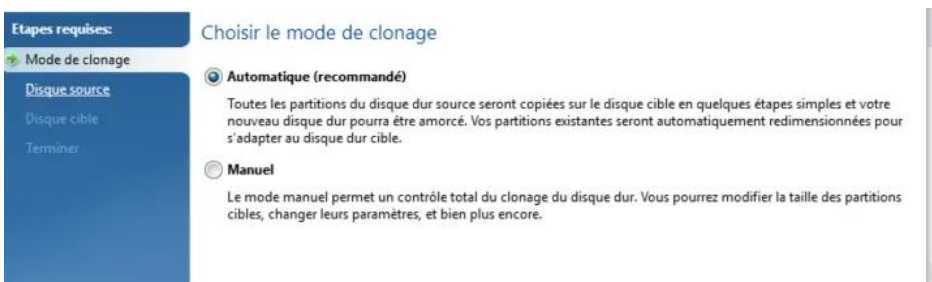 Etapes requises:
Mode de clonage
Disque source
Disque cible
Terminer
Choisir le mode de clonage
Automatique (recommandé)
Toutes les partitions du disque dur source seront copiées sur le disque cible en quelques étapes simples et votre
nouveau disque dur pourra être amorcé. Vos partitions existantes seront automatiquement redimensionnées pour
s'adapter au disque dur cible.
Manuel
Le mode manuel permet un contrôle total du clonage du disque dur. Vous pourrez modifier la taille des partitions
cibles, changer leurs paramètres, et bien plus encore.